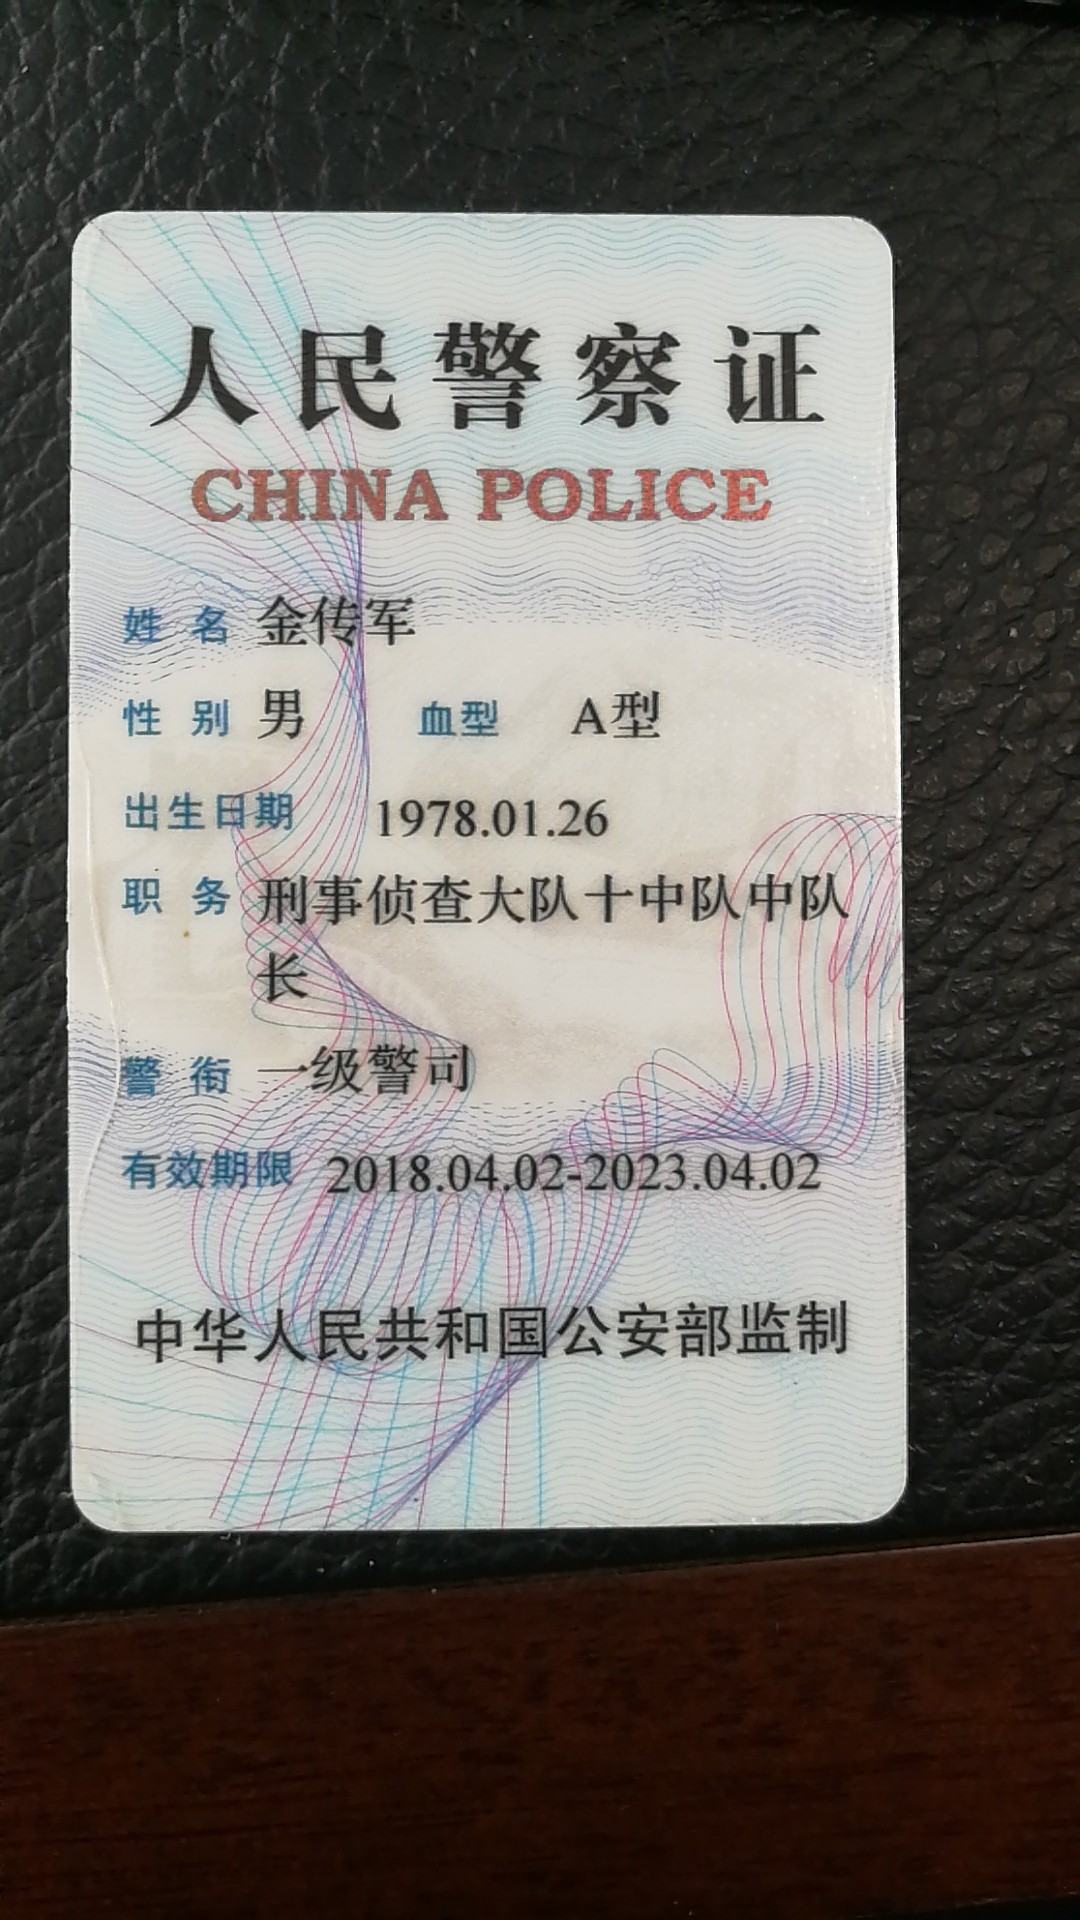 人民警察证
CHINA POLICE
姓名 金传军
性别 男 血型 A型
出生日期 1978.01.26
职务 刑事侦查大队十中队中队
长
警衔 一级警司
有效期限 2018.04.02-2023.04.02
中华人民共和国公安部监制